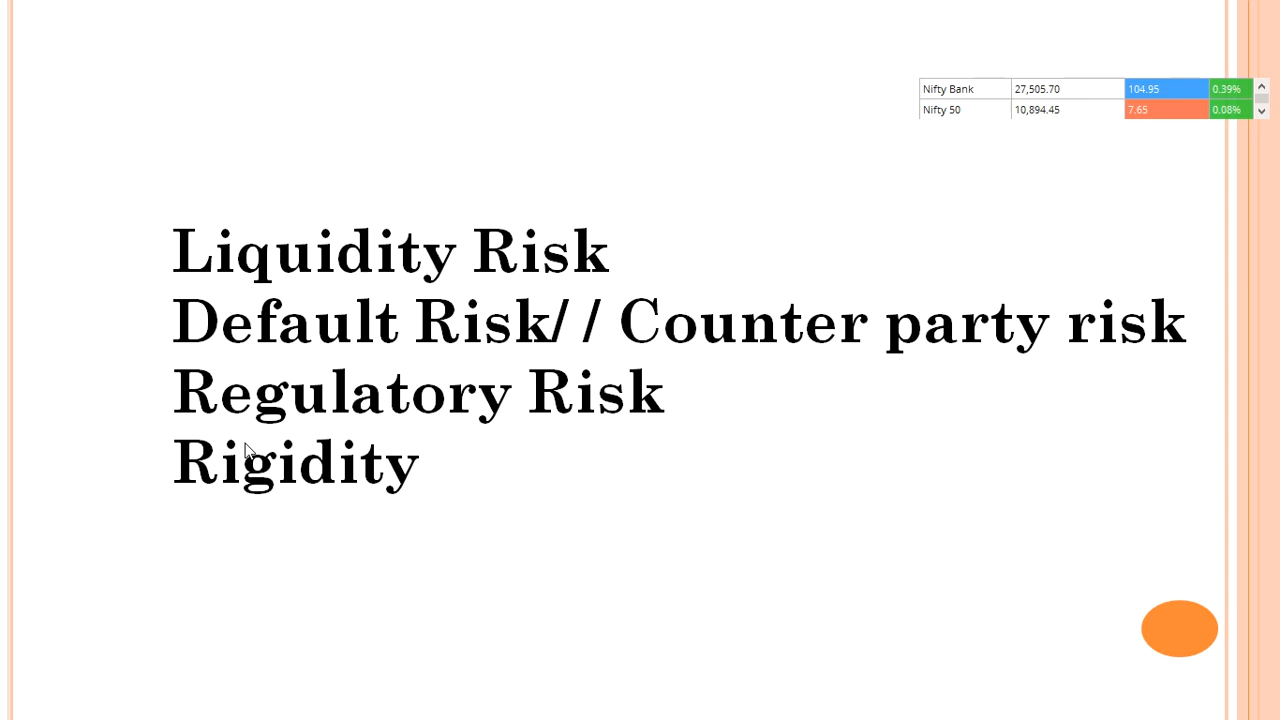 Nifty Bank 27,505.70 104.95 0.39%
Nifty 50 10,894.45 7.65 0.08%
Liquidity Risk
Default Risk/ / Counter party risk
Regulatory Risk
Rigidity